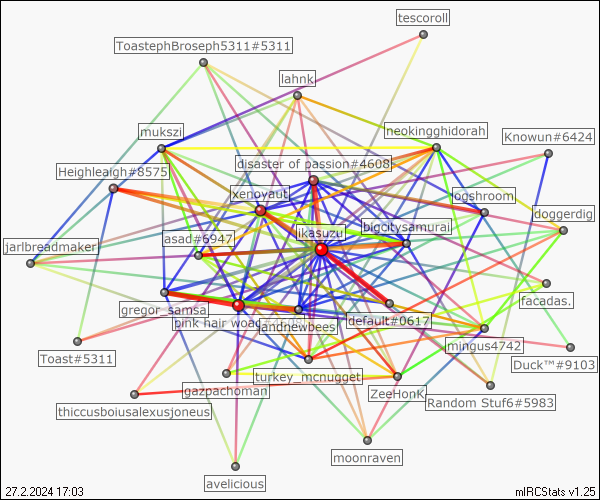 tescoroll
ToastephBroseph5311#5311
lahnk
mukszi
neokingghidorah
Knowun#6424
disaster of passion#4608
Heighleaigh#8575
xenoyaut
ogshroom
doggerdig
ikasuzu
bigcitysamurai
asad#6947
jarlbreadmaker
facadas.
gregor_samsa
pink hair woag
andnewbees
default#0617
mingus4742
Toast#5311
Duck™#9103
turkey_mcnugget
gazpachoman
ZeeHonK
Random Stuf6#5983
thiccusboiusalexusjoneus
moonraven
avelicious
27.2.2024 17:03
mIRCStats v1.25